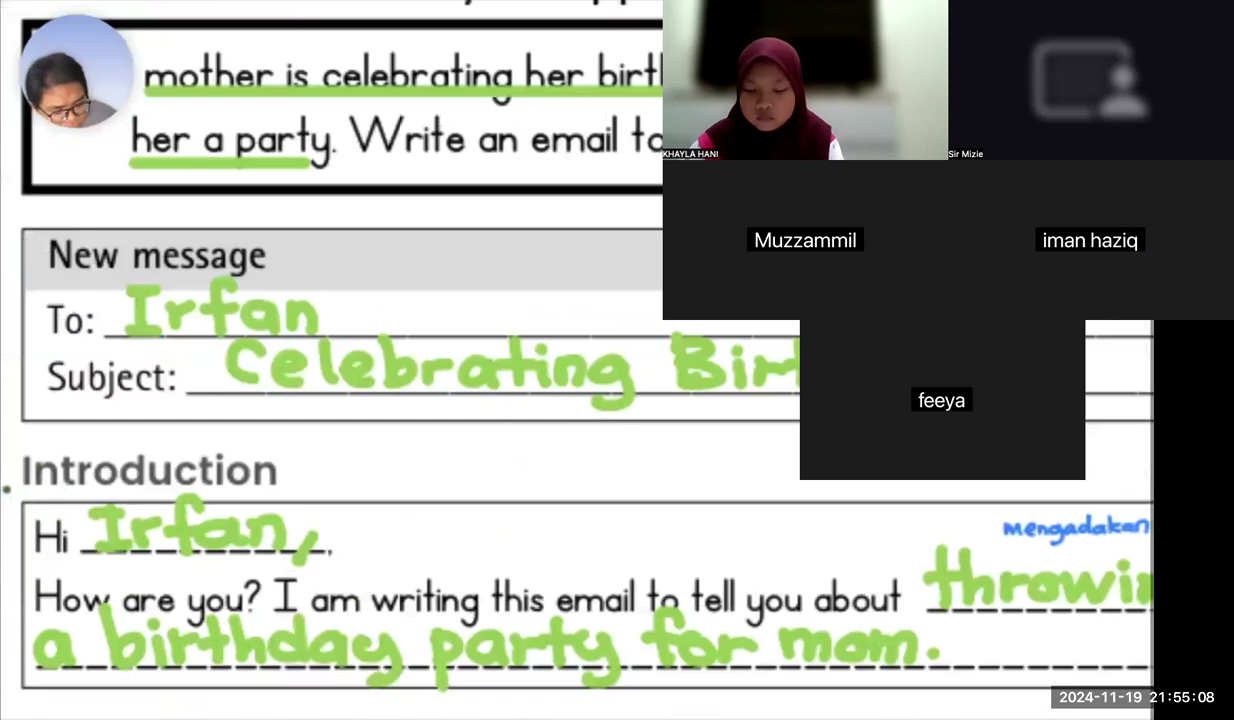 mother is celebrating her birt
her a party. Write an email to
KHAYLA HANI
Sir Mizie
Muzzammil
iman haziq
feeya
New message
To: Irfan
Subject: Celebrating Bir
Introduction
Hi Irfan,
mengadakan
How are you? I am writing this email to tell you about throwi
a birthday party for mom.
2024-11-19 21:55:08